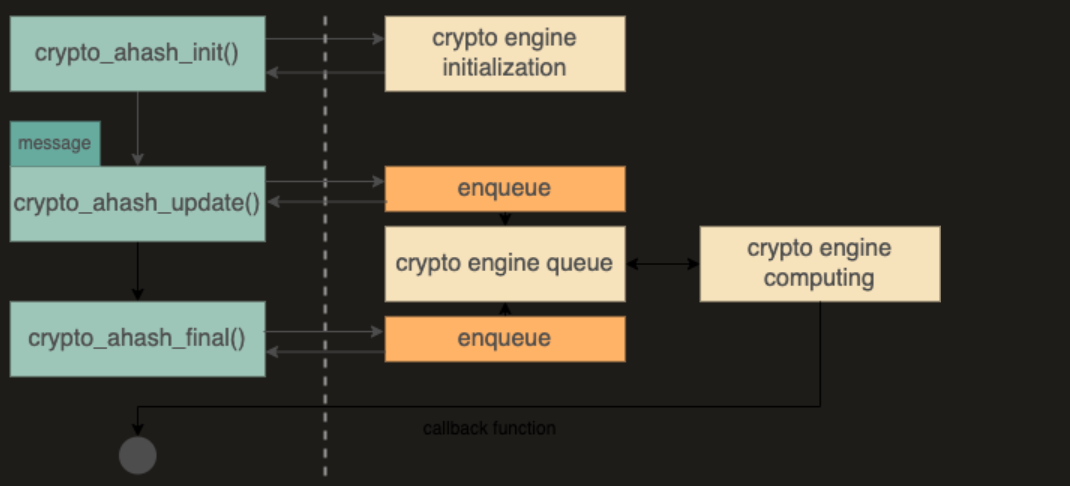 crypto_ahash_init()
crypto engine
initialization
message
crypto_ahash_update()
enqueue
crypto engine queue
crypto engine
computing
crypto_ahash_final()
enqueue
callback function